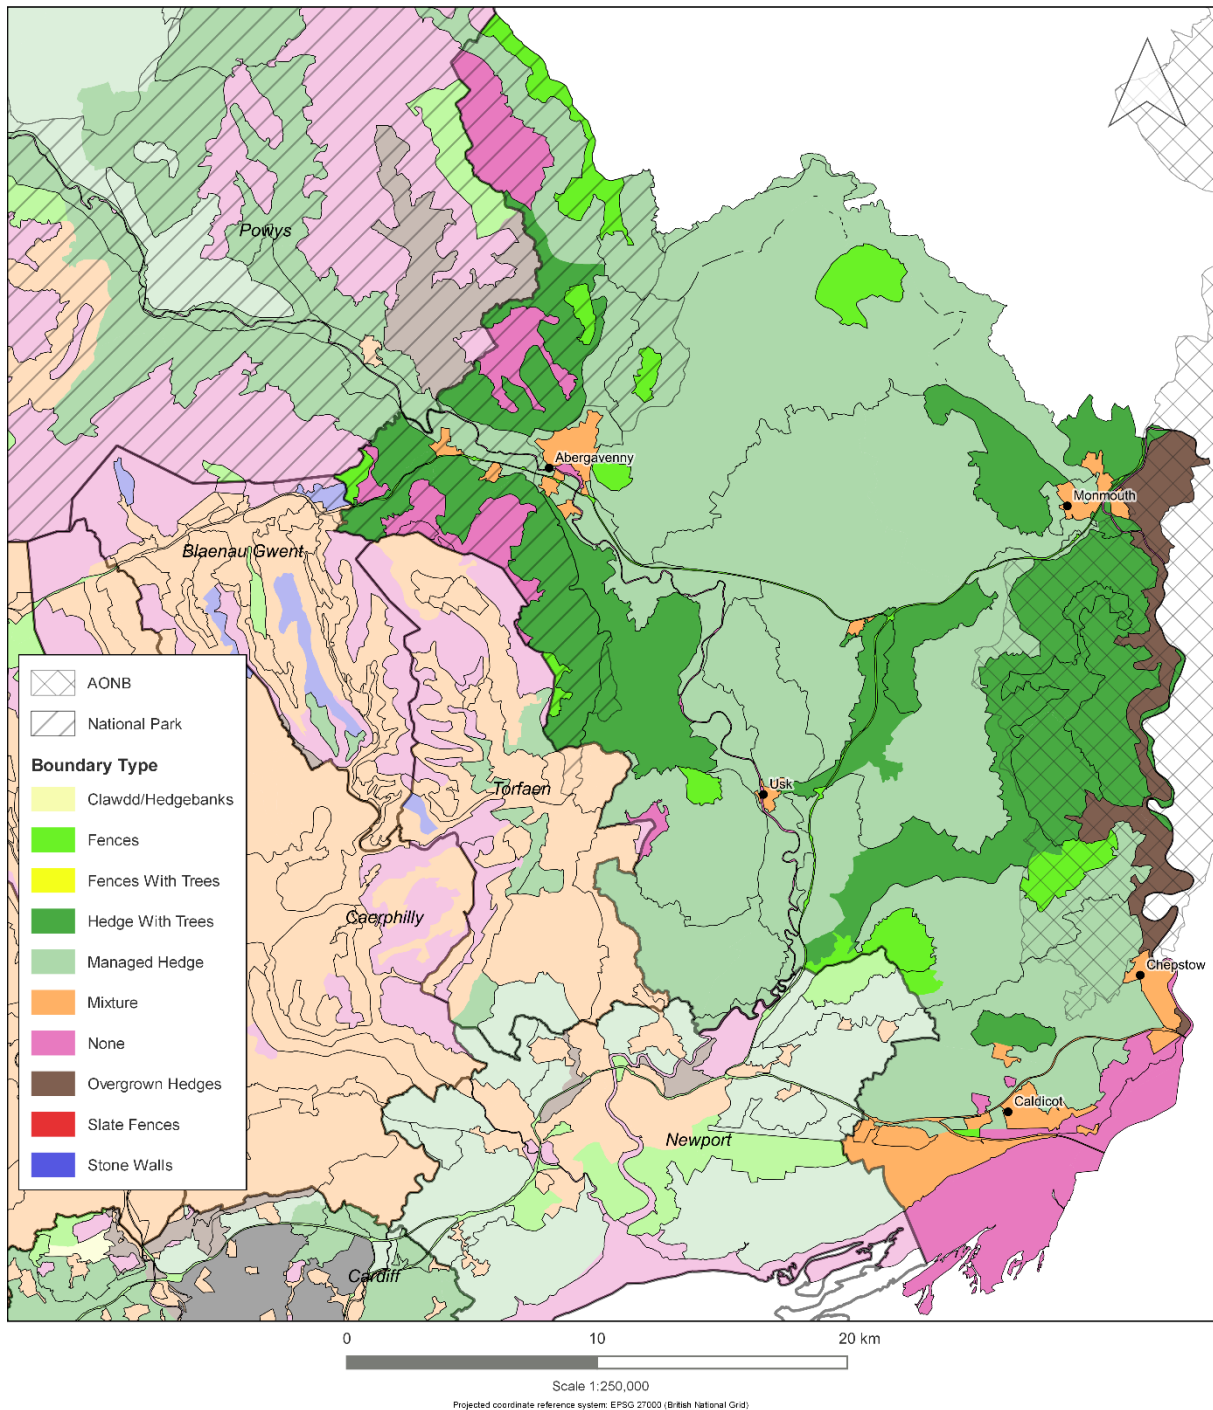 Powys
Abergavenny
Monmouth
Blaenau Gwent
AONB
National Park
Boundary Type
Clawdd/Hedgebanks
Fences
Fences With Trees
Hedge With Trees
Managed Hedge
Mixture
None
Overgrown Hedges
Slate Fences
Stone Walls
Usk
Torfaen
Caerphilly
Chepstow
Caldicot
Newport
Cardiff
0 10 20 km
Scale 1:250,000
Projected coordinate reference system: EPSG 27000 (British National Grid)